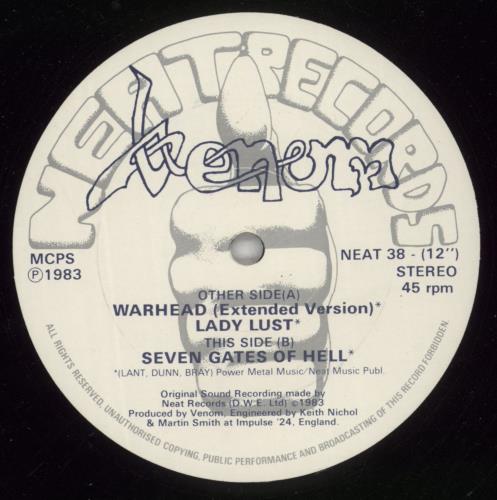 NEAT RECORDS
Venom
MCPS
℗ 1983
NEAT 38 - (12")
STEREO
45 rpm
OTHER SIDE (A)
WARHEAD (Extended Version)*
LADY LUST*
THIS SIDE (B)
SEVEN GATES OF HELL*
*(LANT, DUNN, BRAY) Power Metal Music/Neat Music Publ.
Original Sound Recording made by
Neat Records (D.W.E. Ltd) ©1983
Produced by Venom, Engineered by Keith Nichol
& Martin Smith at Impulse '24, England.
ALL RIGHTS RESERVED, UNAUTHORISED COPYING, PUBLIC PERFORMANCE AND BROADCASTING OF THIS RECORD FORBIDDEN.